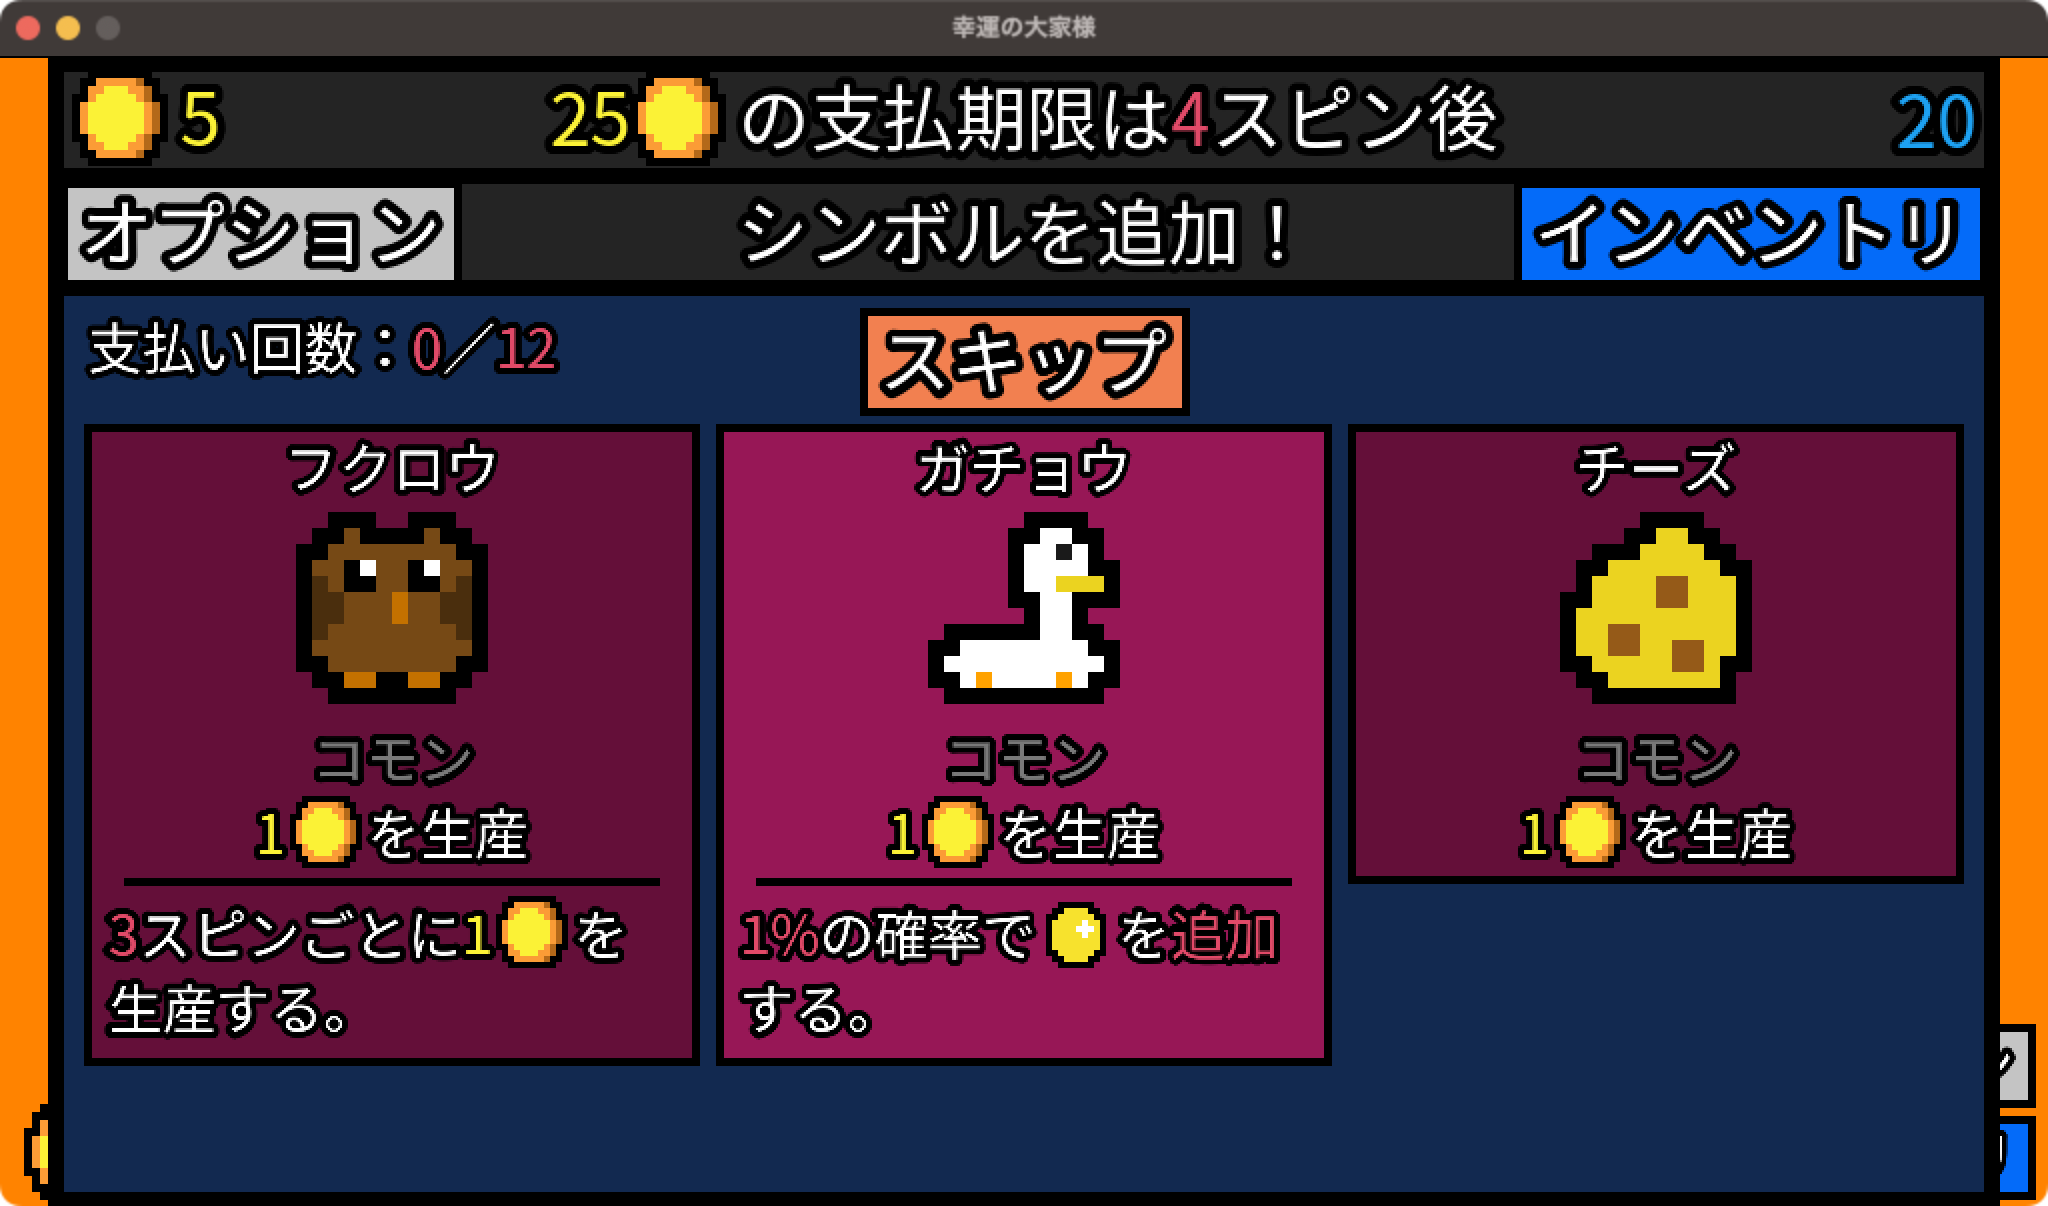 幸運の大家様
5
25 の支払期限は4スピン後
20
オプション
シンボルを追加！
インベントリ
支払い回数：0／12
スキップ
フクロウ
コモン
1 を生産
3スピンごとに1 を
生産する。
ガチョウ
コモン
1 を生産
1%の確率で を追加
する。
チーズ
コモン
1 を生産